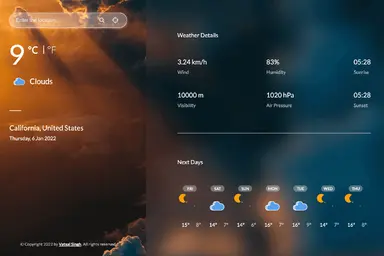 Enter the location...
9 °C | °F
Clouds
California, United States
Thursday, 6 Jan 2022
© Copyright 2022 by Vatsal Singh. All rights reserved.
Weather Details
3.24 km/h 83% 05:28
Wind Humidity Sunrise
10000 m 1020 hPa 05:28
Visibility Air Pressure Sunset
Next Days
FRI SAT SUN MON TUE WED THU
15° 8° 14° 7° 14° 6° 16° 7° 16° 9° 14° 7° 16° 8°